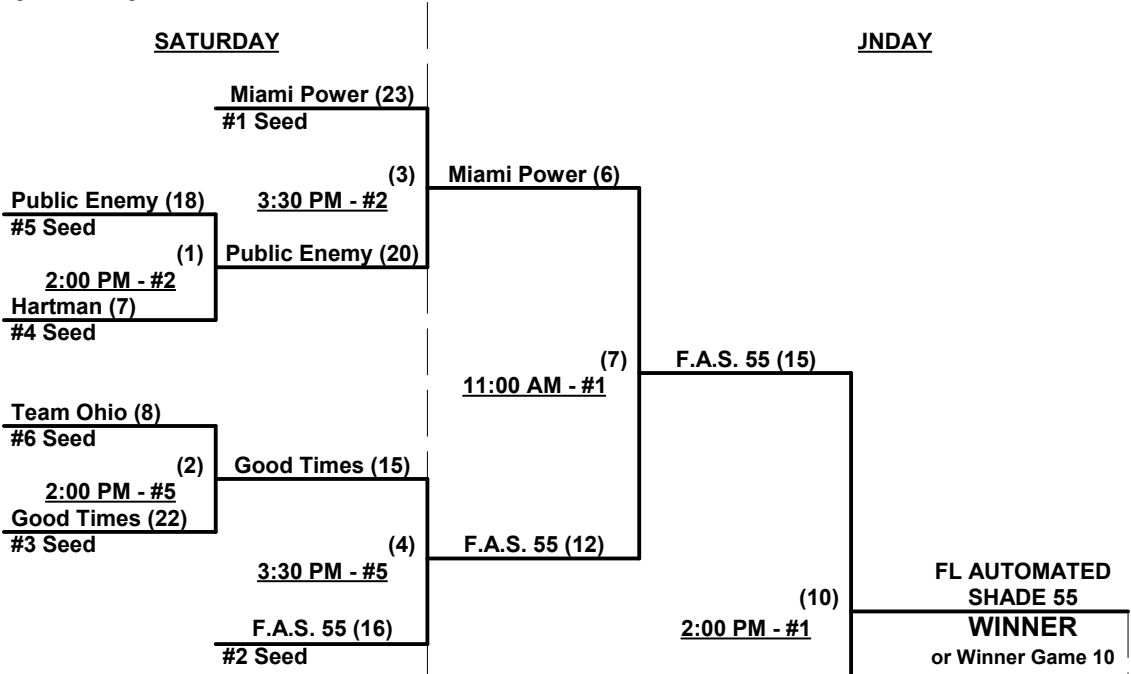 SATURDAY
JNDAY
Miami Power (23)
#1 Seed
(3)
3:30 PM - #2
Miami Power (6)
Public Enemy (18)
#5 Seed
(1)
2:00 PM - #2
Public Enemy (20)
Hartman (7)
#4 Seed
(7)
11:00 AM - #1
F.A.S. 55 (15)
Team Ohio (8)
#6 Seed
(2)
2:00 PM - #5
Good Times (15)
Good Times (22)
#3 Seed
(4)
3:30 PM - #5
F.A.S. 55 (12)
F.A.S. 55 (16)
#2 Seed
(10)
2:00 PM - #1
FL AUTOMATED
SHADE 55
WINNER
or Winner Game 10